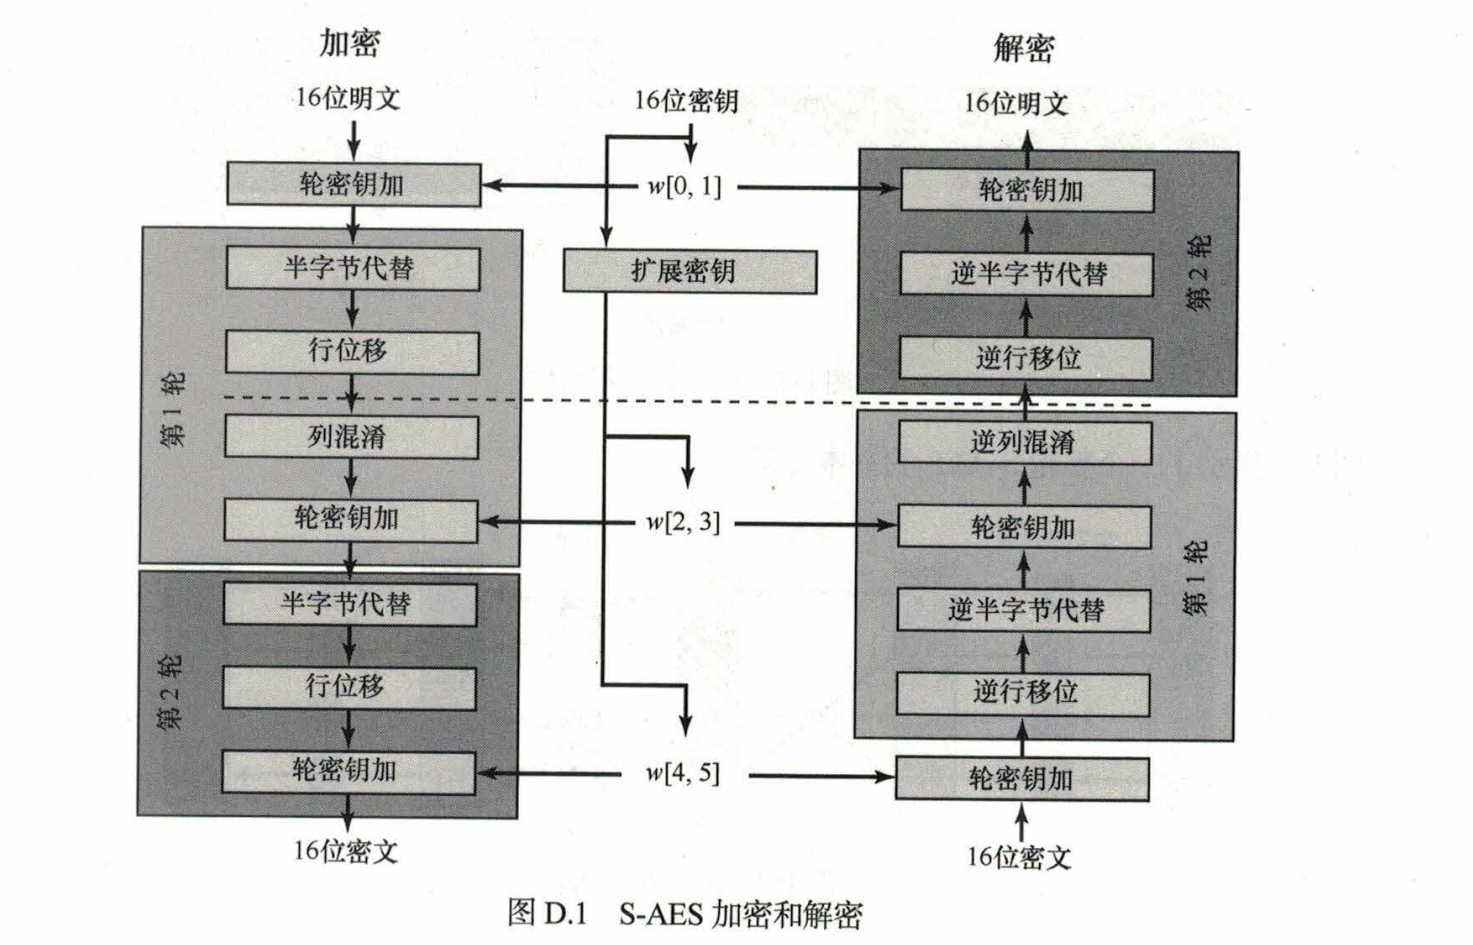 加密
16位明文
轮密钥加
第1轮
半字节代替
行位移
列混淆
轮密钥加
第2轮
半字节代替
行位移
轮密钥加
16位密文
16位密钥
w[0, 1]
扩展密钥
w[2, 3]
w[4, 5]
解密
16位明文
轮密钥加
逆半字节代替
逆行移位
第2轮
逆列混淆
轮密钥加
逆半字节代替
逆行移位
第1轮
轮密钥加
16位密文
图 D.1 S-AES 加密和解密